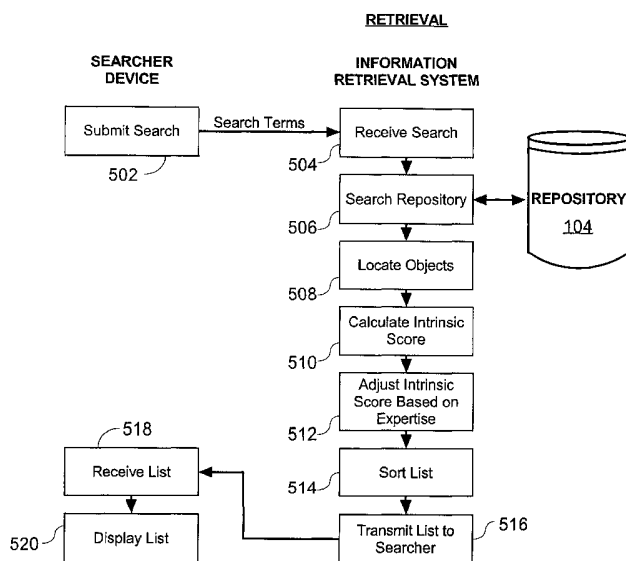 RETRIEVAL
SEARCHER
DEVICE
INFORMATION
RETRIEVAL SYSTEM
Submit Search
Search Terms
Receive Search
502
504
Search Repository
506
REPOSITORY
104
Locate Objects
508
Calculate Intrinsic
Score
510
Adjust Intrinsic
Score Based on
Expertise
512
518
Receive List
Sort List
514
520
Display List
Transmit List to
Searcher
516